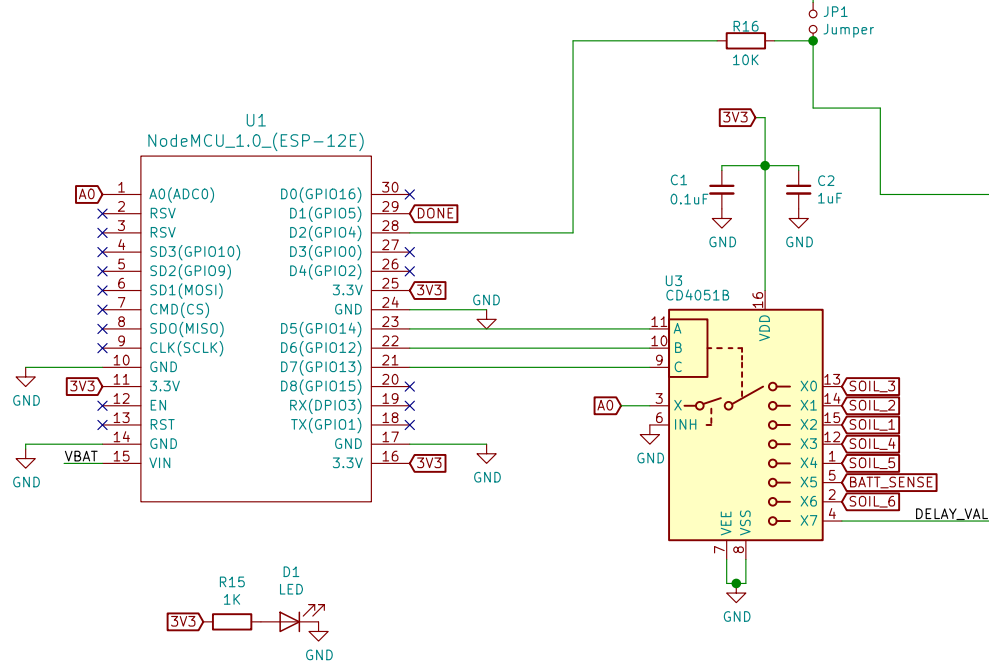 JP1
Jumper
R16
10K
3V3
C1
0.1uF
C2
1uF
GND
GND
U1
NodeMCU_1.0_(ESP-12E)
A0 1 A0(ADC0) D0(GPIO16) 30
2 RSV D1(GPIO5) 29 DONE
3 RSV D2(GPIO4) 28
4 SD3(GPIO10) D3(GPIO0) 27
5 SD2(GPIO9) D4(GPIO2) 26
6 SD1(MOSI) 3.3V 25 3V3
7 CMD(CS) GND 24 GND
8 SDO(MISO) D5(GPIO14) 23
9 CLK(SCLK) D6(GPIO12) 22
10 GND D7(GPIO13) 21
GND
3V3 11 3.3V D8(GPIO15) 20
12 EN RX(DPIO3) 19
13 RST TX(GPIO1) 18
14 GND GND 17
GND
GND
VBAT 15 VIN 3.3V 16 3V3
U3
CD4051B
16
VDD
11 A
10 B
9 C
A0 3 X
6 INH
GND
X0 13 SOIL_3
X1 14 SOIL_2
X2 15 SOIL_1
X3 12 SOIL_4
X4 1 SOIL_5
X5 5 BATT_SENSE
X6 2 SOIL_6
X7 4 DELAY_VAL
VEE VSS
7 8
GND
R15
1K
D1
LED
3V3
GND